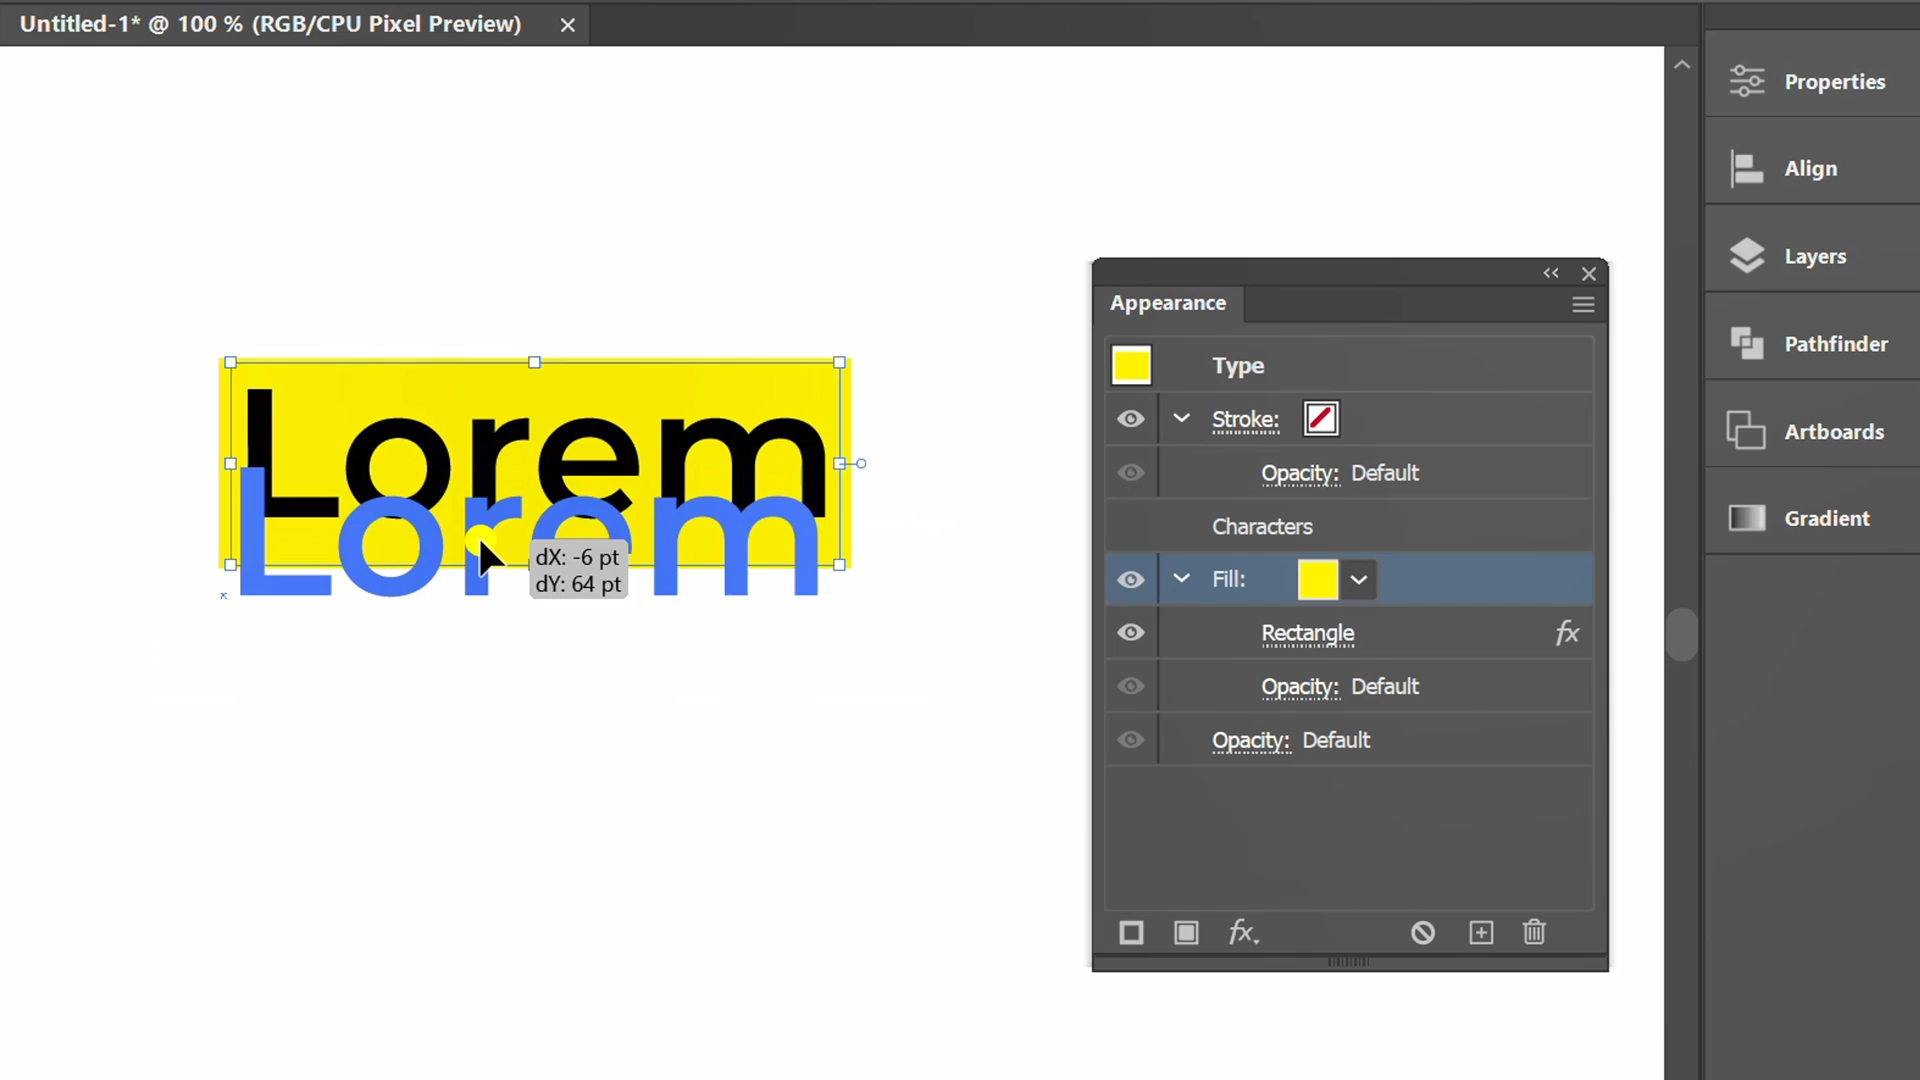 Untitled-1* @ 100 % (RGB/CPU Pixel Preview)
Properties
Align
Layers
Pathfinder
Artboards
Gradient
Lorem
Lorem
dX: -6 pt
dY: 64 pt
Appearance
Type
Stroke:
Opacity: Default
Characters
Fill:
Rectangle fx
Opacity: Default
Opacity: Default
fx